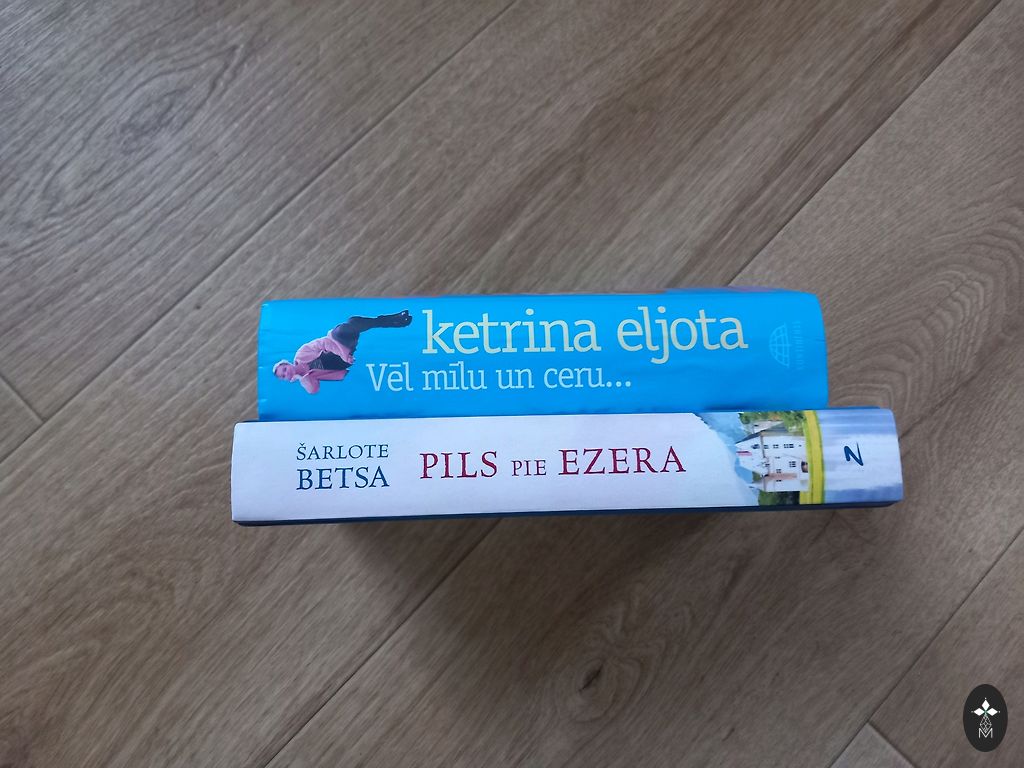 ketrina eljota
Vēl mīlu un ceru...
ŠARLOTE
BETSA
PILS PIE EZERA
N
M